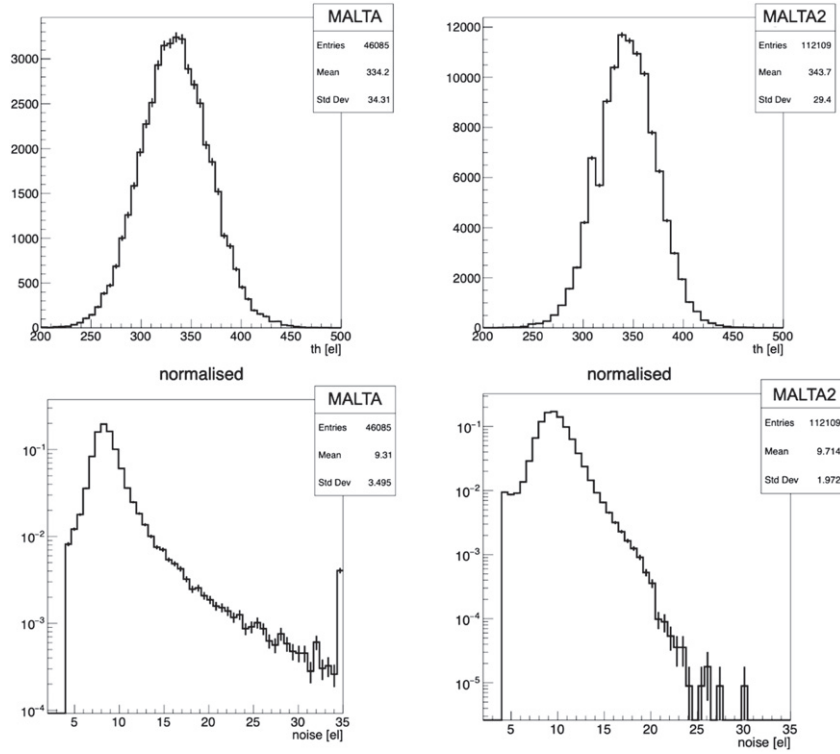 MALTA
Entries 46085
Mean 334.2
Std Dev 34.31
3000
2500
2000
1500
1000
500
0
200 250 300 350 400 450 500
th [el]
MALTA2
Entries 112109
Mean 343.7
Std Dev 29.4
12000
10000
8000
6000
4000
2000
0
200 250 300 350 400 450 500
th [el]
normalised
MALTA
Entries 46085
Mean 9.31
Std Dev 3.495
10⁻¹
10⁻²
10⁻³
10⁻⁴
5 10 15 20 25 30 35
noise [el]
normalised
MALTA2
Entries 112109
Mean 9.714
Std Dev 1.972
10⁻¹
10⁻²
10⁻³
10⁻⁴
10⁻⁵
5 10 15 20 25 30 35
noise [el]